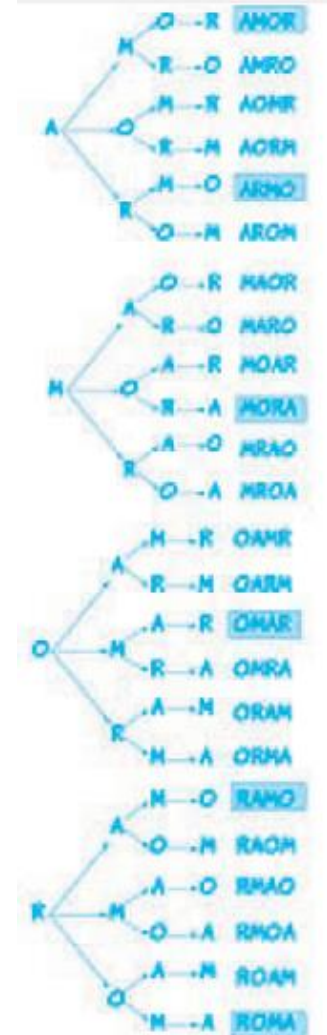 O R AMOR
M
R O AMRO
M R AOMR
A O
R M AORM
M O ARMO
R
O M AROM
O R MAOR
A
R O MARO
A R MOAR
M O
R A MORA
A O MRAO
R
O A MROA
M R OAMR
A
R M OARM
A R OMAR
O M
R A OMRA
A M ORAM
R
M A ORMA
M O RAMO
A
O M RAOM
A O RMAO
R M
O A RMOA
A M ROAM
O
M A ROMA